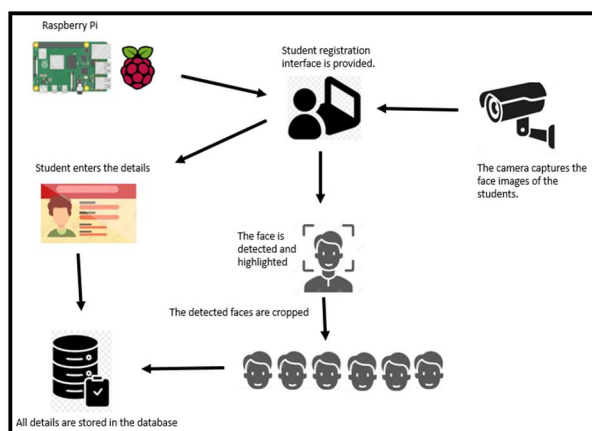 Raspberry Pi
Student registration
interface is provided.
Student enters the details
The camera captures the
face images of the
students.
The face is
detected and
highlighted
The detected faces are cropped
All details are stored in the database